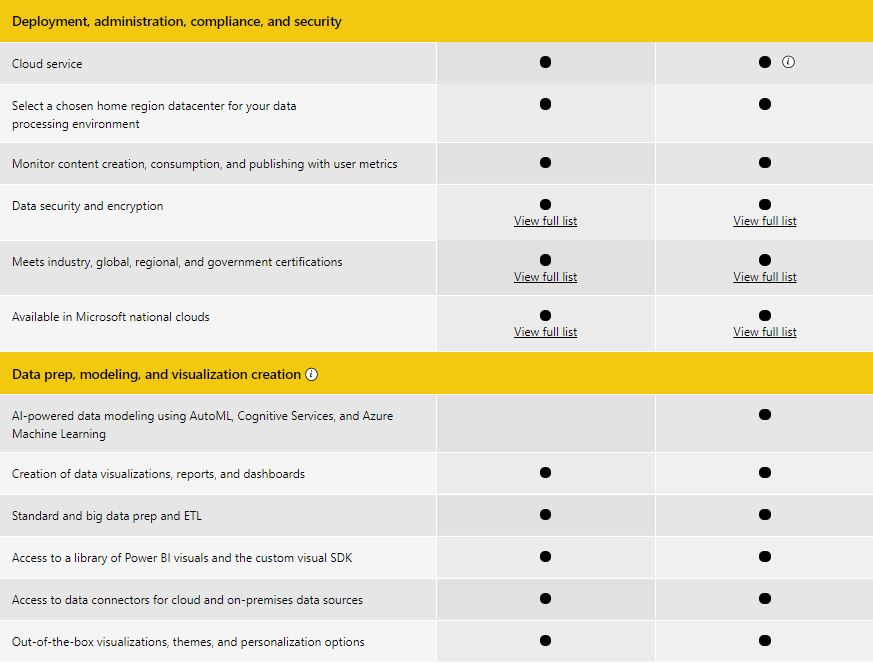 Deployment, administration, compliance, and security
Cloud service
Select a chosen home region datacenter for your data
processing environment
Monitor content creation, consumption, and publishing with user metrics
Data security and encryption
View full list View full list
Meets industry, global, regional, and government certifications
View full list View full list
Available in Microsoft national clouds
View full list View full list
Data prep, modeling, and visualization creation
AI-powered data modeling using AutoML, Cognitive Services, and Azure
Machine Learning
Creation of data visualizations, reports, and dashboards
Standard and big data prep and ETL
Access to a library of Power BI visuals and the custom visual SDK
Access to data connectors for cloud and on-premises data sources
Out-of-the-box visualizations, themes, and personalization options